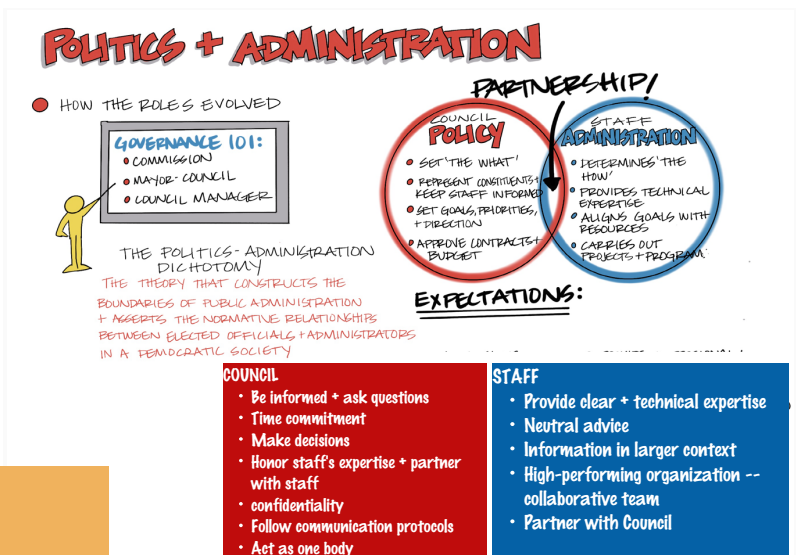 POLITICS + ADMINISTRATION
HOW THE ROLES EVOLVED
GOVERNANCE 101:
• COMMISSION
• MAYOR-COUNCIL
• COUNCIL MANAGER
THE POLITICS-ADMINISTRATION
DICHOTOMY
THE THEORY THAT CONSTRUCTS THE
BOUNDARIES OF PUBLIC ADMINISTRATION
+ ASSERTS THE NORMATIVE RELATIONSHIPS
BETWEEN ELECTED OFFICIALS + ADMINISTRATORS
IN A DEMOCRATIC SOCIETY
PARTNERSHIP!
COUNCIL
POLICY
• SET 'THE WHAT'
• REPRESENT CONSTITUENTS +
KEEP STAFF INFORMED
• SET GOALS, PRIORITIES,
+ DIRECTION
• APPROVE CONTRACTS +
BUDGET
STAFF
ADMINISTRATION
• DETERMINES 'THE
HOW'
• PROVIDES TECHNICAL
EXPERTISE
• ALIGNS GOALS WITH
RESOURCES
• CARRIES OUT
PROJECTS + PROGRAM
EXPECTATIONS:
COUNCIL
• Be informed + ask questions
• Time commitment
• Make decisions
• Honor staff's expertise + partner
with staff
• confidentiality
• Follow communication protocols
• Act as one body
STAFF
• Provide clear + technical expertise
• Neutral advice
• Information in larger context
• High-performing organization --
collaborative team
• Partner with Council